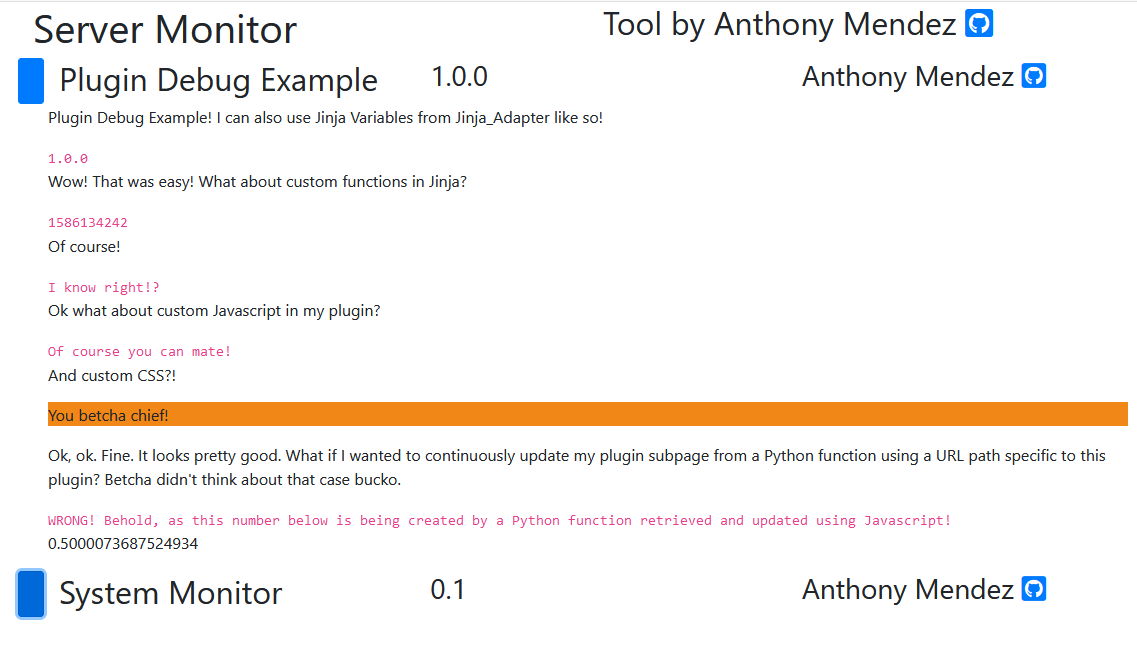 Server Monitor Tool by Anthony Mendez
Plugin Debug Example 1.0.0 Anthony Mendez
Plugin Debug Example! I can also use Jinja Variables from Jinja_Adapter like so!
1.0.0
Wow! That was easy! What about custom functions in Jinja?
1586134242
Of course!
I know right!?
Ok what about custom Javascript in my plugin?
Of course you can mate!
And custom CSS?!
You betcha chief!
Ok, ok. Fine. It looks pretty good. What if I wanted to continuously update my plugin subpage from a Python function using a URL path specific to this
plugin? Betcha didn't think about that case bucko.
WRONG! Behold, as this number below is being created by a Python function retrieved and updated using Javascript!
0.5000073687524934
System Monitor 0.1 Anthony Mendez